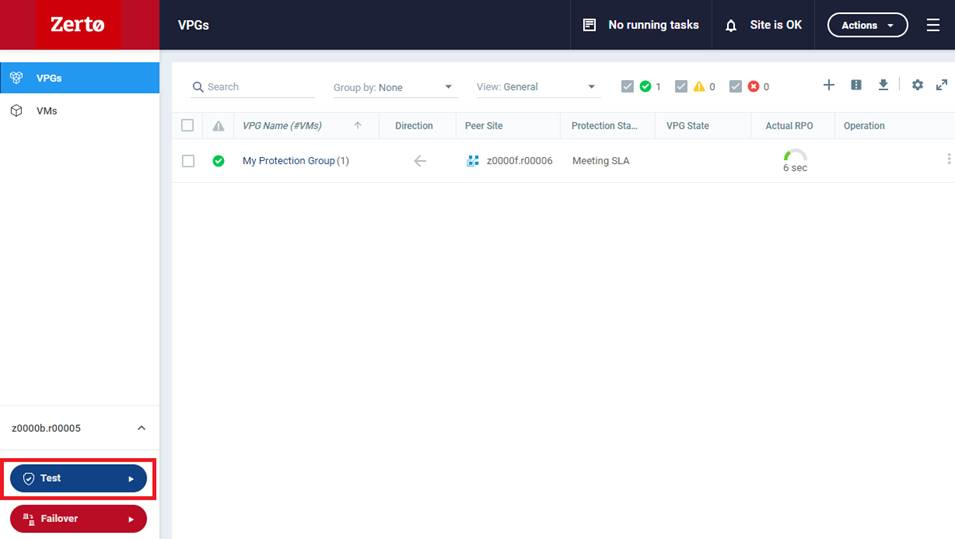 Zertø
VPGs
No running tasks
Site is OK
Actions
VPGs
VMs
Search
Group by: None
View: General
1
0
0
VPG Name (#VMs)
Direction
Peer Site
Protection Sta...
VPG State
Actual RPO
Operation
My Protection Group (1)
z0000f.r00006
Meeting SLA
6 sec
z0000b.r00005
Test
Failover